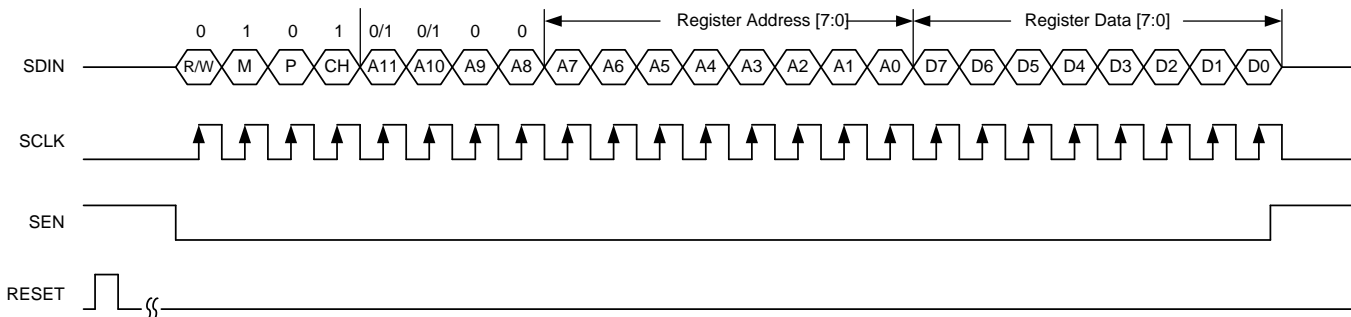 0 1 0 1 0/1 0/1 0 0 Register Address [7:0] Register Data [7:0]
SDIN R/W M P CH A11 A10 A9 A8 A7 A6 A5 A4 A3 A2 A1 A0 D7 D6 D5 D4 D3 D2 D1 D0
SCLK
SEN
RESET